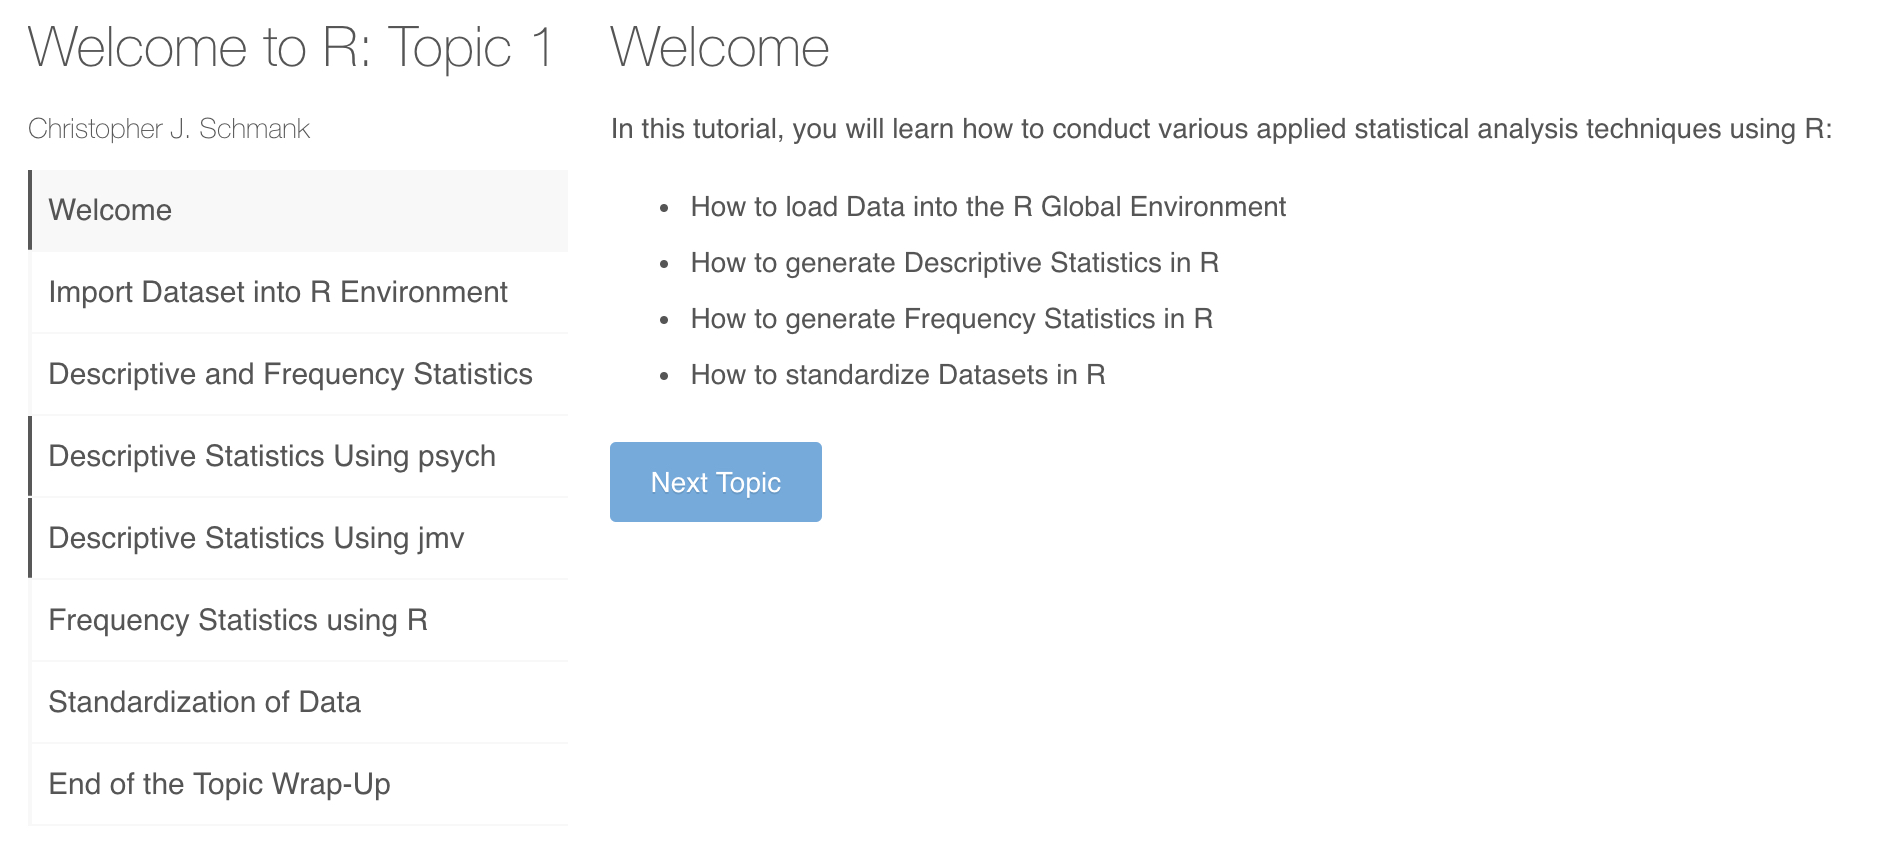 Welcome to R: Topic 1
Christopher J. Schmank
Welcome
Import Dataset into R Environment
Descriptive and Frequency Statistics
Descriptive Statistics Using psych
Descriptive Statistics Using jmv
Frequency Statistics using R
Standardization of Data
End of the Topic Wrap-Up
Welcome
In this tutorial, you will learn how to conduct various applied statistical analysis techniques using R:
• How to load Data into the R Global Environment
• How to generate Descriptive Statistics in R
• How to generate Frequency Statistics in R
• How to standardize Datasets in R
Next Topic